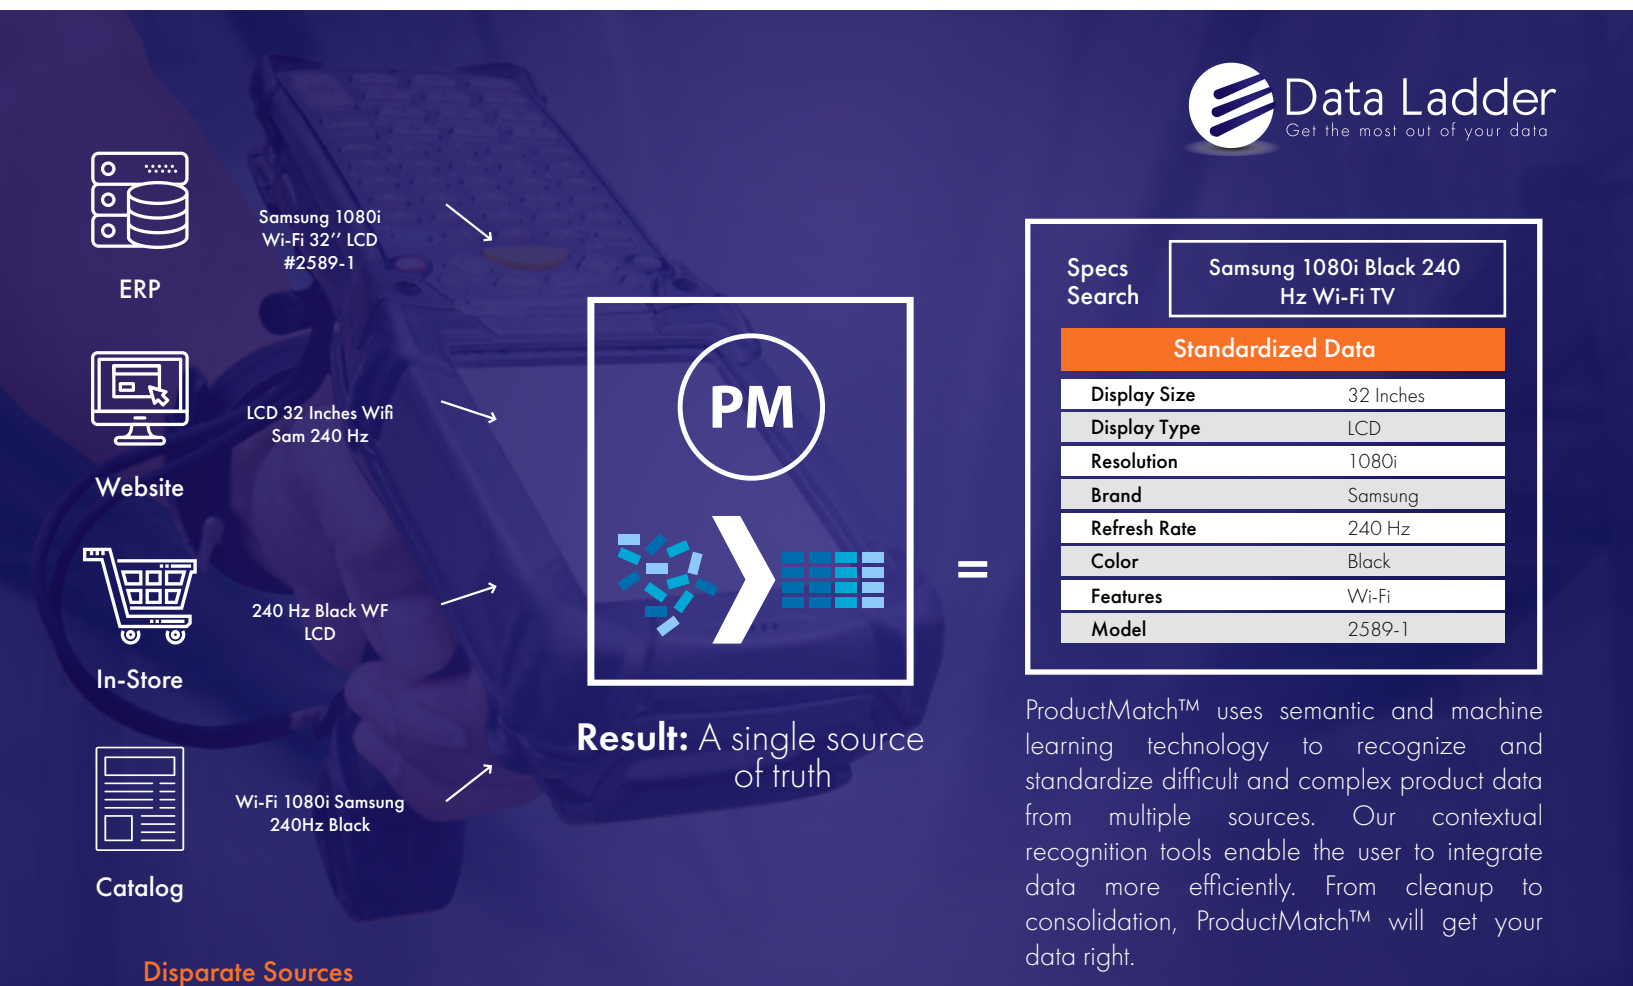 Data Ladder
Get the most out of your data
ERP
Samsung 1080i
Wi-Fi 32’’ LCD
#2589-1
Website
LCD 32 Inches Wifi
Sam 240 Hz
In-Store
240 Hz Black WF
LCD
Catalog
Wi-Fi 1080i Samsung
240Hz Black
Disparate Sources
PM
Result: A single source
of truth
=
Specs
Search
Samsung 1080i Black 240
Hz Wi-Fi TV
Standardized Data
Display Size 32 Inches
Display Type LCD
Resolution 1080i
Brand Samsung
Refresh Rate 240 Hz
Color Black
Features Wi-Fi
Model 2589-1
ProductMatch™ uses semantic and machine
learning technology to recognize and
standardize difficult and complex product data
from multiple sources. Our contextual
recognition tools enable the user to integrate
data more efficiently. From cleanup to
consolidation, ProductMatch™ will get your
data right.